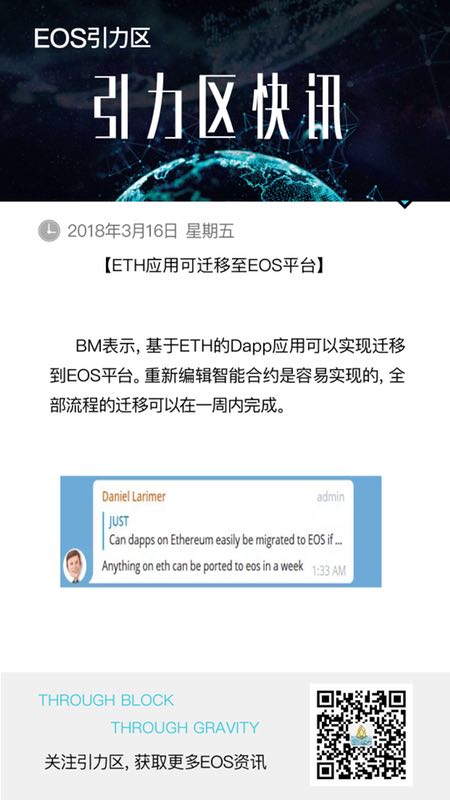 EOS引力区
引力区快讯
2018年3月16日 星期五
【ETH应用可迁移至EOS平台】
BM表示, 基于ETH的Dapp应用可以实现迁移
到EOS平台。重新编辑智能合约是容易实现的, 全
部流程的迁移可以在一周内完成。
Daniel Larimer admin
JUST
Can dapps on Ethereum easily be migrated to EOS if ...
Anything on eth can be ported to eos in a week 1:33 AM
THROUGH BLOCK
THROUGH GRAVITY
关注引力区, 获取更多EOS资讯